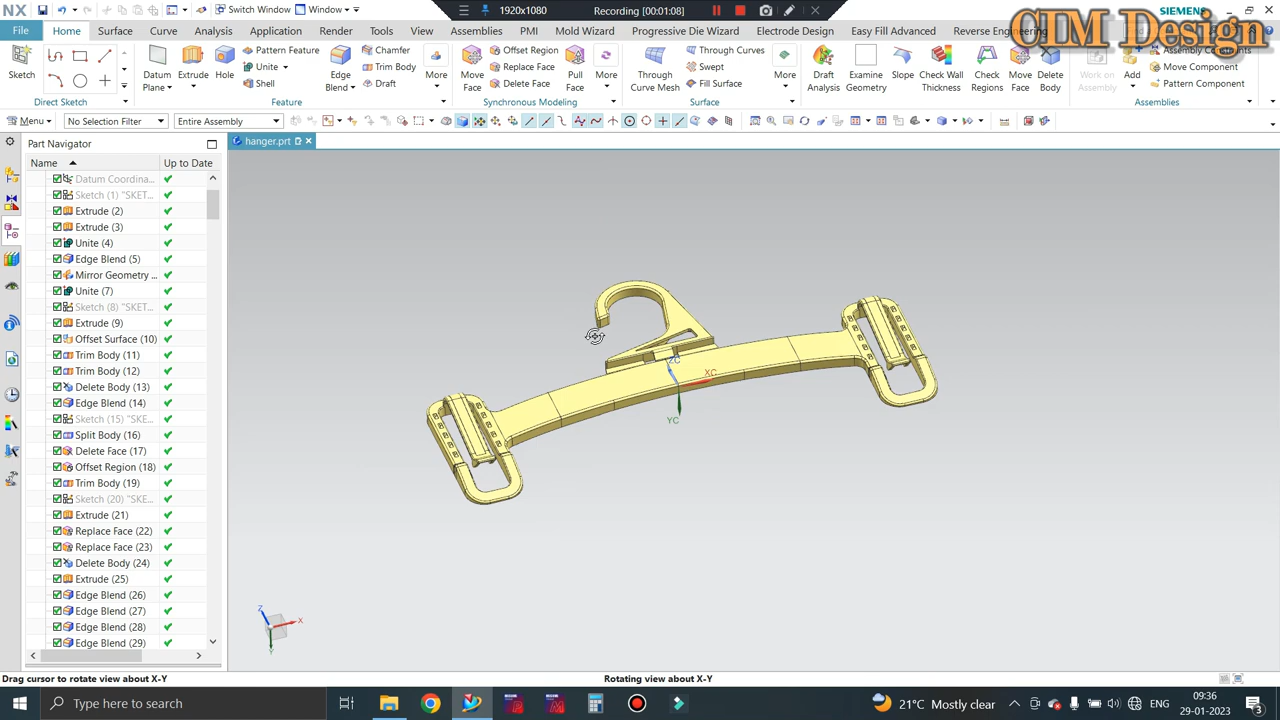 NX
Switch Window
Window
1920x1080
Recording [00:01:08]
SIEMENS
CIM Design
File
Home
Surface
Curve
Analysis
Application
Render
Tools
View
Assemblies
PMI
Mold Wizard
Progressive Die Wizard
Electrode Design
Easy Fill Advanced
Reverse Engineering
Sketch
Direct Sketch
Datum Plane
Extrude
Hole
Pattern Feature
Unite
Shell
Edge Blend
Chamfer
Trim Body
Draft
More
Feature
Move Face
Offset Region
Replace Face
Delete Face
Pull Face
More
Synchronous Modeling
Through Curve Mesh
Through Curves
Swept
Fill Surface
More
Surface
Draft Analysis
Examine Geometry
Slope
Check Wall Thickness
Check Regions
Move Face
Delete Body
Work on Assembly
Add
Assembly Constraints
Move Component
Pattern Component
Assemblies
Menu
No Selection Filter
Entire Assembly
Part Navigator
hanger.prt
Name
Up to Date
Datum Coordina...
Sketch (1) "SKET...
Extrude (2)
Extrude (3)
Unite (4)
Edge Blend (5)
Mirror Geometry ...
Unite (7)
Sketch (8) "SKET...
Extrude (9)
Offset Surface (10)
Trim Body (11)
Trim Body (12)
Delete Body (13)
Edge Blend (14)
Sketch (15) "SKE...
Split Body (16)
Delete Face (17)
Offset Region (18)
Trim Body (19)
Sketch (20) "SKE...
Extrude (21)
Replace Face (22)
Replace Face (23)
Delete Body (24)
Extrude (25)
Edge Blend (26)
Edge Blend (27)
Edge Blend (28)
Edge Blend (29)
ZC
XC
YC
Z
X
Y
Drag cursor to rotate view about X-Y
Rotating view about X-Y
Type here to search
21°C Mostly clear
ENG
09:36
29-01-2023
3